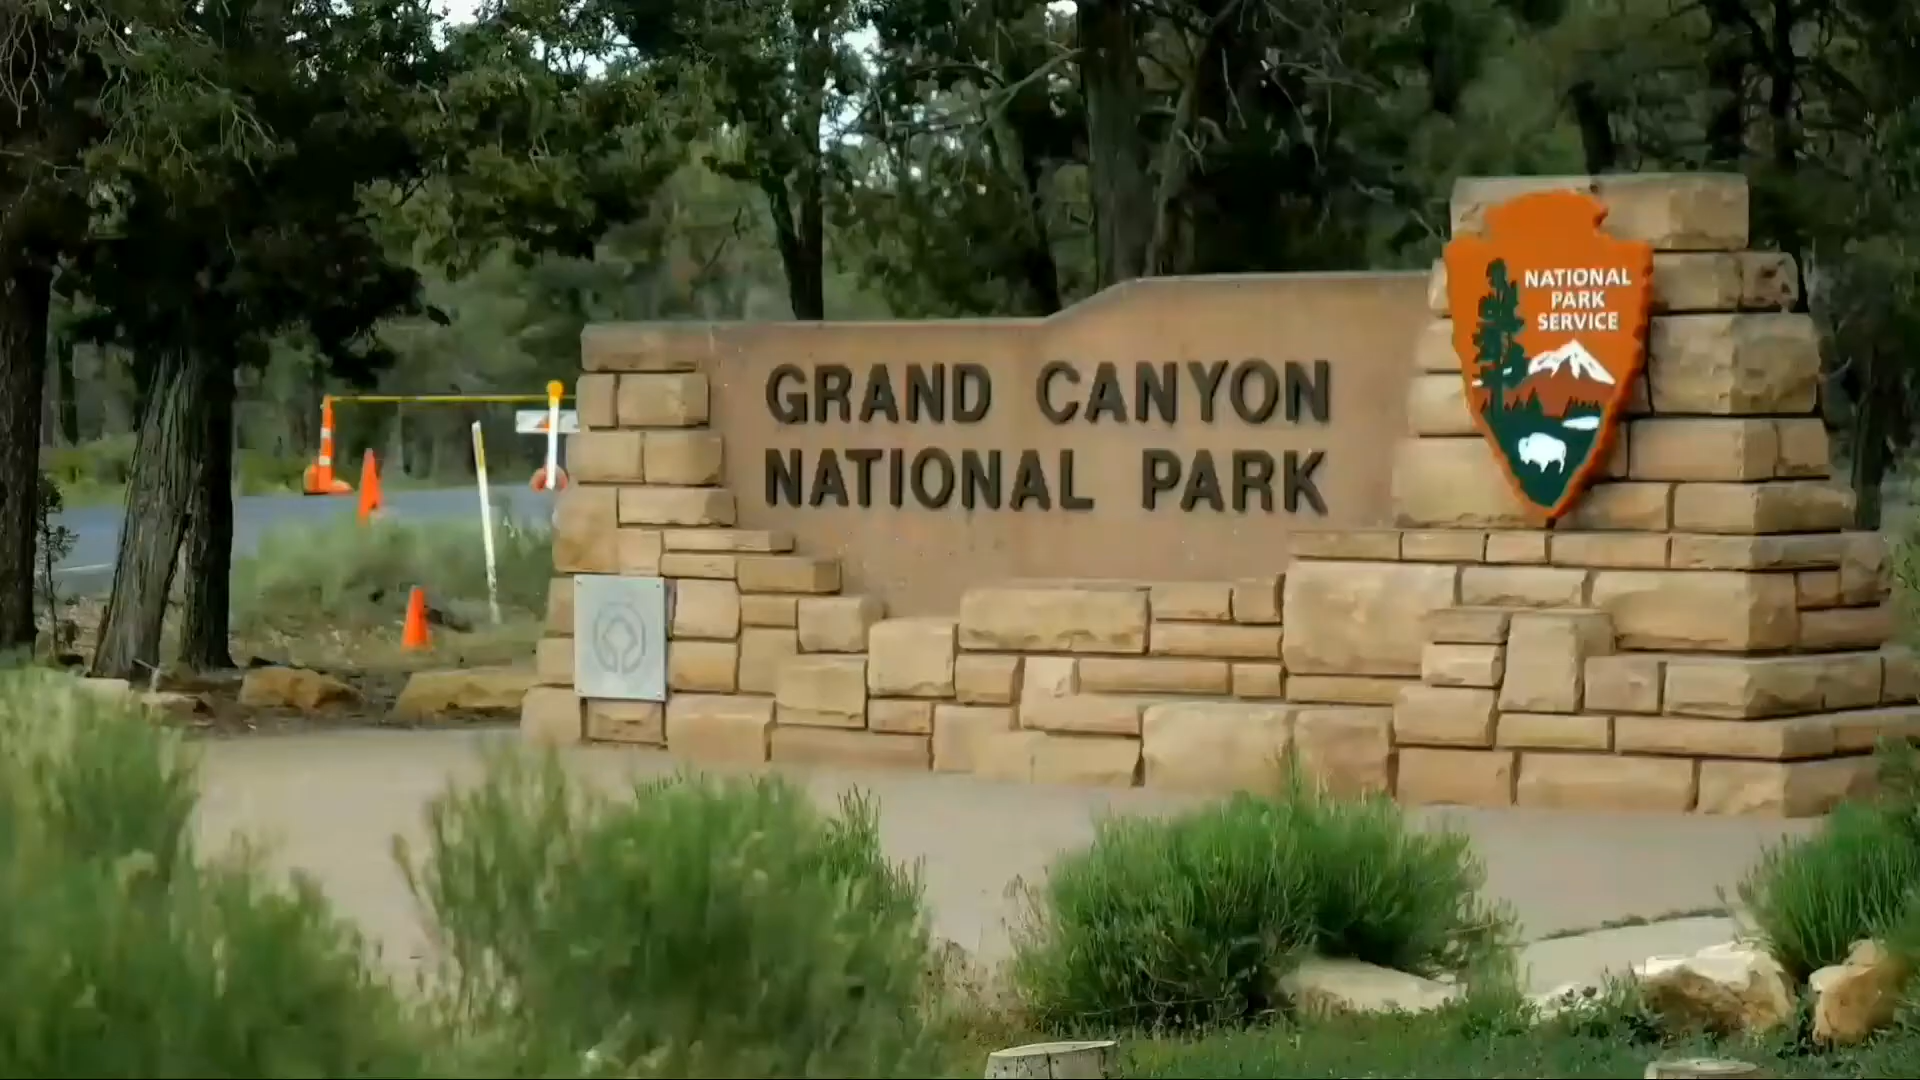 GRAND CANYON
NATIONAL PARK
NATIONAL
PARK
SERVICE